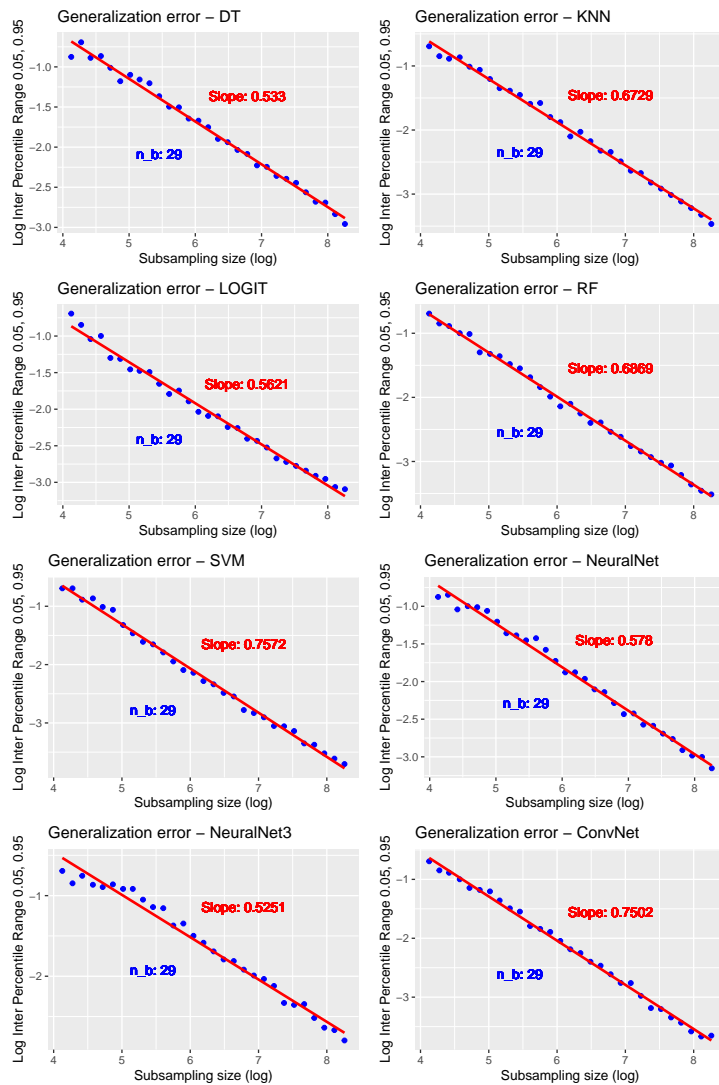 Generalization error – DT
Log Inter Percentile Range 0.05, 0.95
−1.0
−1.5
−2.0
−2.5
−3.0
Slope: 0.533
n_b: 29
4 5 6 7 8
Subsampling size (log)
Generalization error – KNN
Log Inter Percentile Range 0.05, 0.95
−1
−2
−3
Slope: 0.6729
n_b: 29
4 5 6 7 8
Subsampling size (log)
Generalization error – LOGIT
Log Inter Percentile Range 0.05, 0.95
−1.0
−1.5
−2.0
−2.5
−3.0
Slope: 0.5621
n_b: 29
4 5 6 7 8
Subsampling size (log)
Generalization error – RF
Log Inter Percentile Range 0.05, 0.95
−1
−2
−3
Slope: 0.6869
n_b: 29
4 5 6 7 8
Subsampling size (log)
Generalization error – SVM
Log Inter Percentile Range 0.05, 0.95
−1
−2
−3
Slope: 0.7572
n_b: 29
4 5 6 7 8
Subsampling size (log)
Generalization error – NeuralNet
Log Inter Percentile Range 0.05, 0.95
−1.0
−1.5
−2.0
−2.5
−3.0
Slope: 0.578
n_b: 29
4 5 6 7 8
Subsampling size (log)
Generalization error – NeuralNet3
Log Inter Percentile Range 0.05, 0.95
−1
−2
Slope: 0.5251
n_b: 29
4 5 6 7 8
Subsampling size (log)
Generalization error – ConvNet
Log Inter Percentile Range 0.05, 0.95
−1
−2
−3
Slope: 0.7502
n_b: 29
4 5 6 7 8
Subsampling size (log)